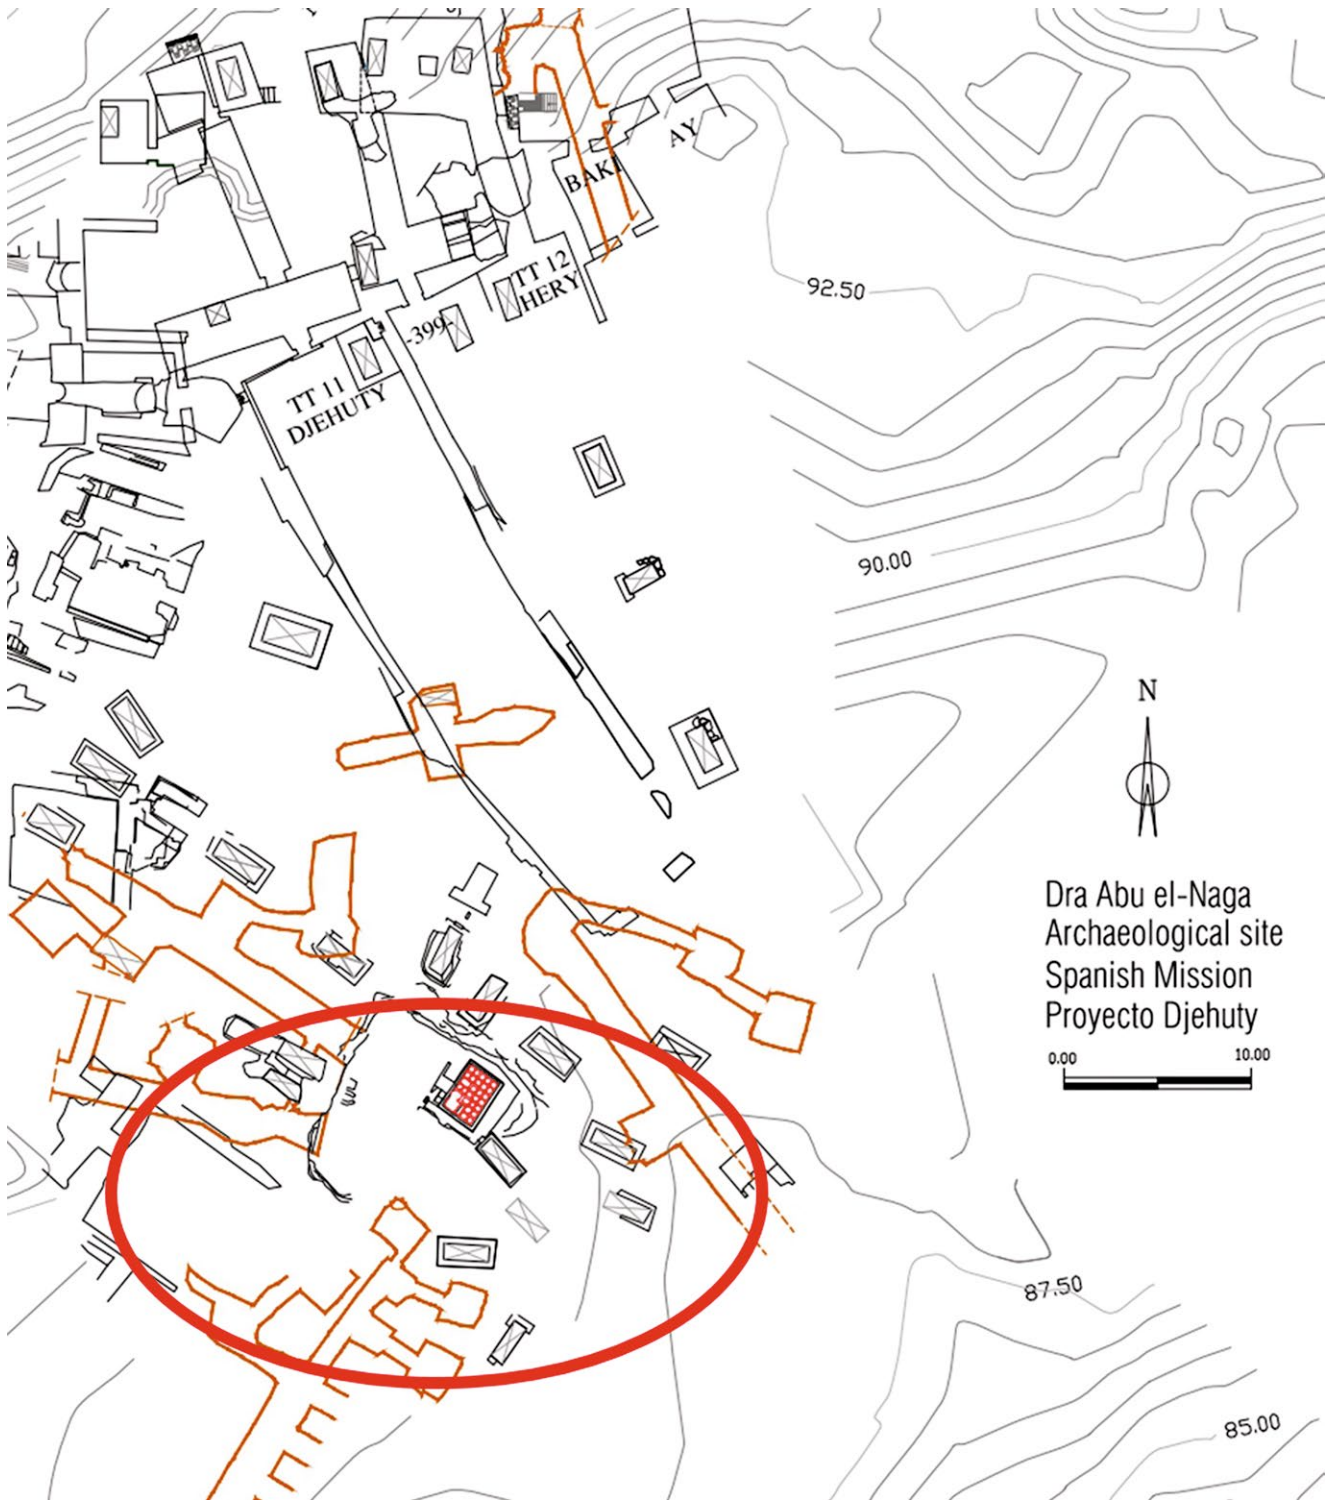 AY
BAKI
TT 12
HERY
92.50
-399-
TT 11
DJEHUTY
90.00
N
Dra Abu el-Naga
Archaeological site
Spanish Mission
Proyecto Djehuty
0.00 10.00
87.50
85.00